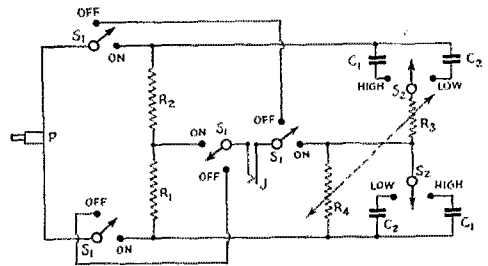 OFF
S1
ON
C1
C2
HIGH
S2
LOW
R2
OFF
R3
P
ON
S1
S1
ON
S2
OFF
R1
J
R4
LOW
HIGH
OFF
C2
C1
S1
ON